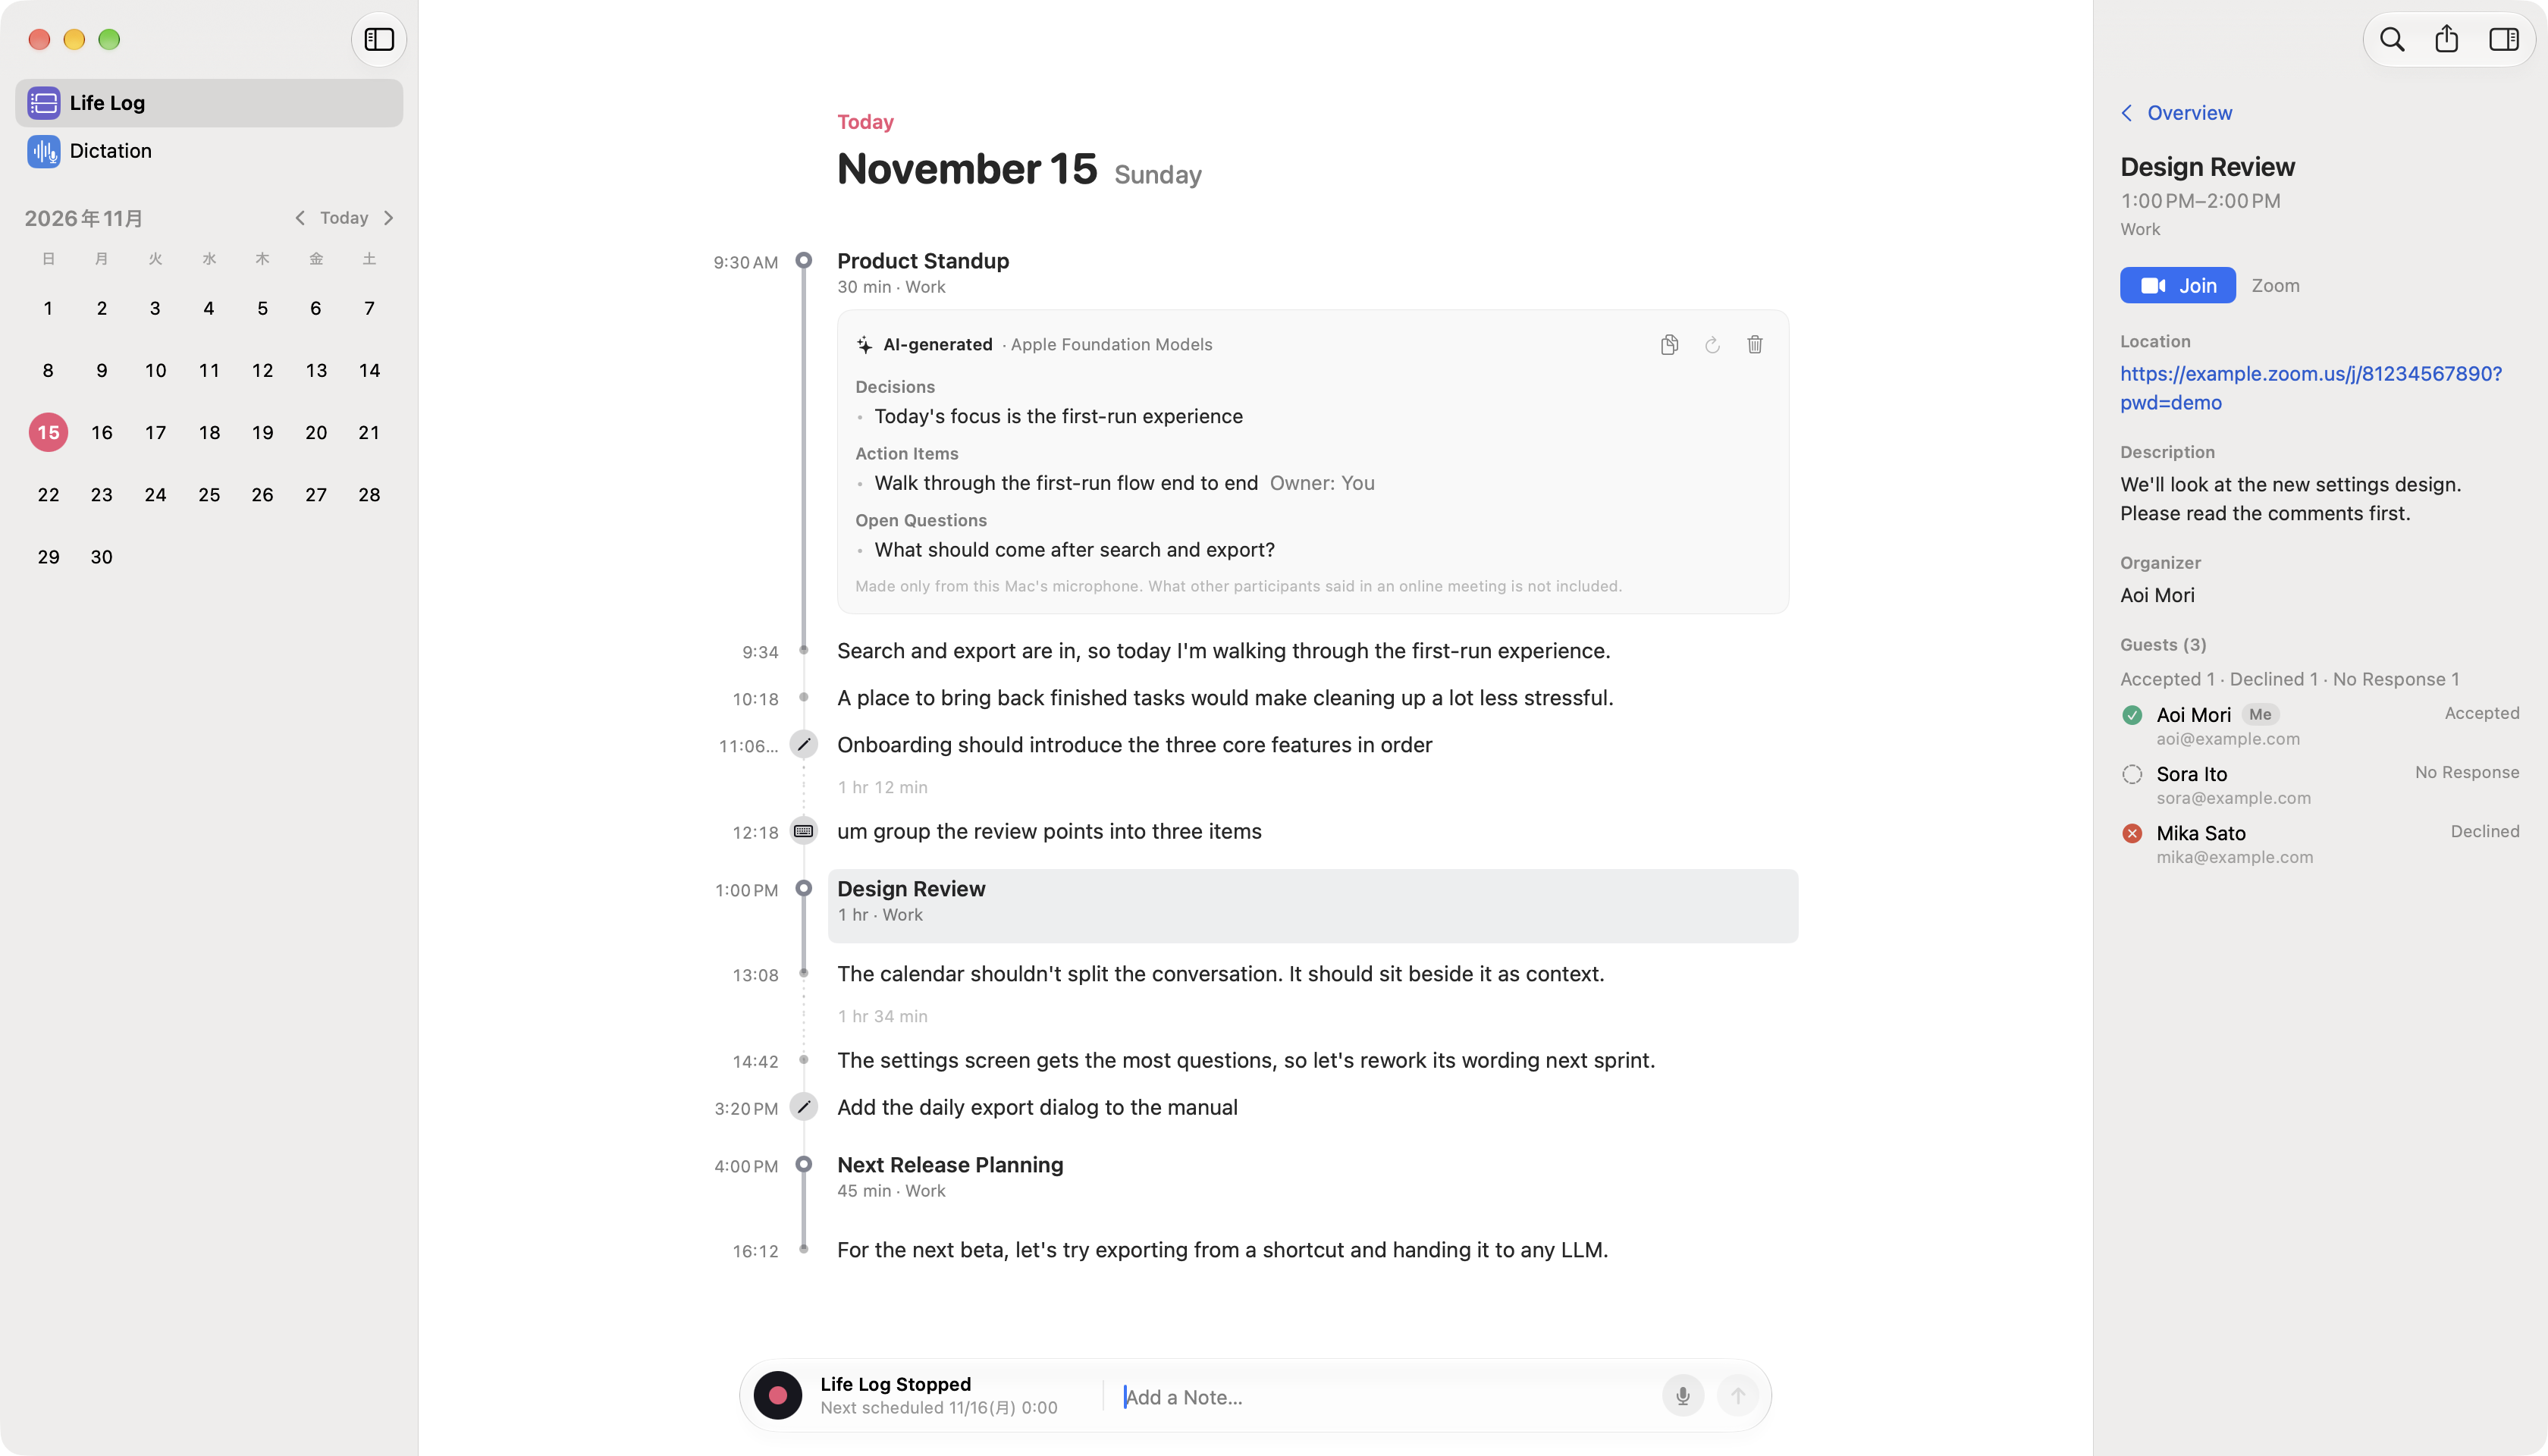 Life Log
Dictation
2026年11月
Today
日 月 火 水 木 金 土
1 2 3 4 5 6 7
8 9 10 11 12 13 14
15 16 17 18 19 20 21
22 23 24 25 26 27 28
29 30
Today
November 15 Sunday
9:30 AM Product Standup
30 min · Work
AI-generated · Apple Foundation Models
Decisions
• Today's focus is the first-run experience
Action Items
• Walk through the first-run flow end to end Owner: You
Open Questions
• What should come after search and export?
Made only from this Mac's microphone. What other participants said in an online meeting is not included.
9:34 Search and export are in, so today I'm walking through the first-run experience.
10:18 A place to bring back finished tasks would make cleaning up a lot less stressful.
11:06... Onboarding should introduce the three core features in order
1 hr 12 min
12:18 um group the review points into three items
1:00 PM Design Review
1 hr · Work
13:08 The calendar shouldn't split the conversation. It should sit beside it as context.
1 hr 34 min
14:42 The settings screen gets the most questions, so let's rework its wording next sprint.
3:20 PM Add the daily export dialog to the manual
4:00 PM Next Release Planning
45 min · Work
16:12 For the next beta, let's try exporting from a shortcut and handing it to any LLM.
Life Log Stopped
Next scheduled 11/16(月) 0:00
Add a Note...
Overview
Design Review
1:00 PM–2:00 PM
Work
Join Zoom
Location
https://example.zoom.us/j/81234567890?
pwd=demo
Description
We'll look at the new settings design.
Please read the comments first.
Organizer
Aoi Mori
Guests (3)
Accepted 1 · Declined 1 · No Response 1
Aoi Mori Me Accepted
aoi@example.com
Sora Ito No Response
sora@example.com
Mika Sato Declined
mika@example.com